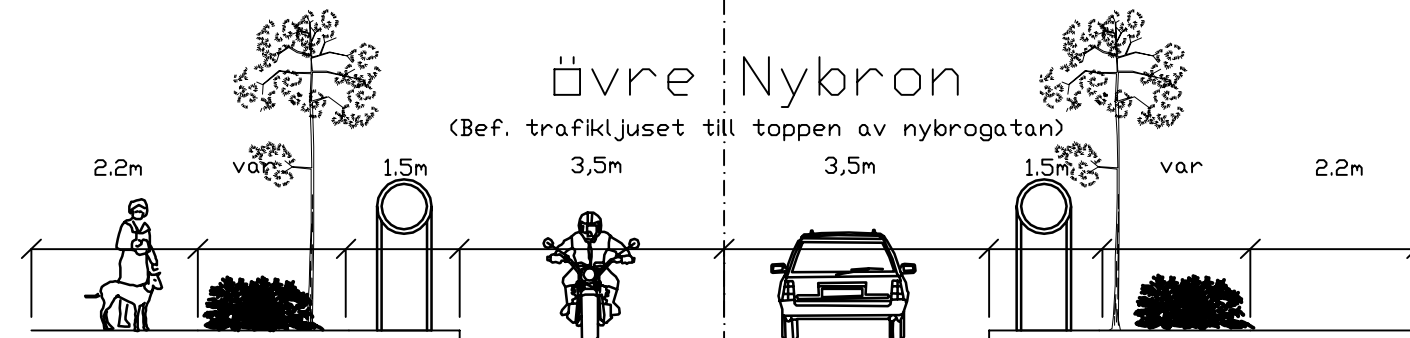 övre Nybron
(Bef. trafikljuset till toppen av nybrogatan)
2.2m var 1.5m 3,5m 3,5m 1.5m var 2.2m